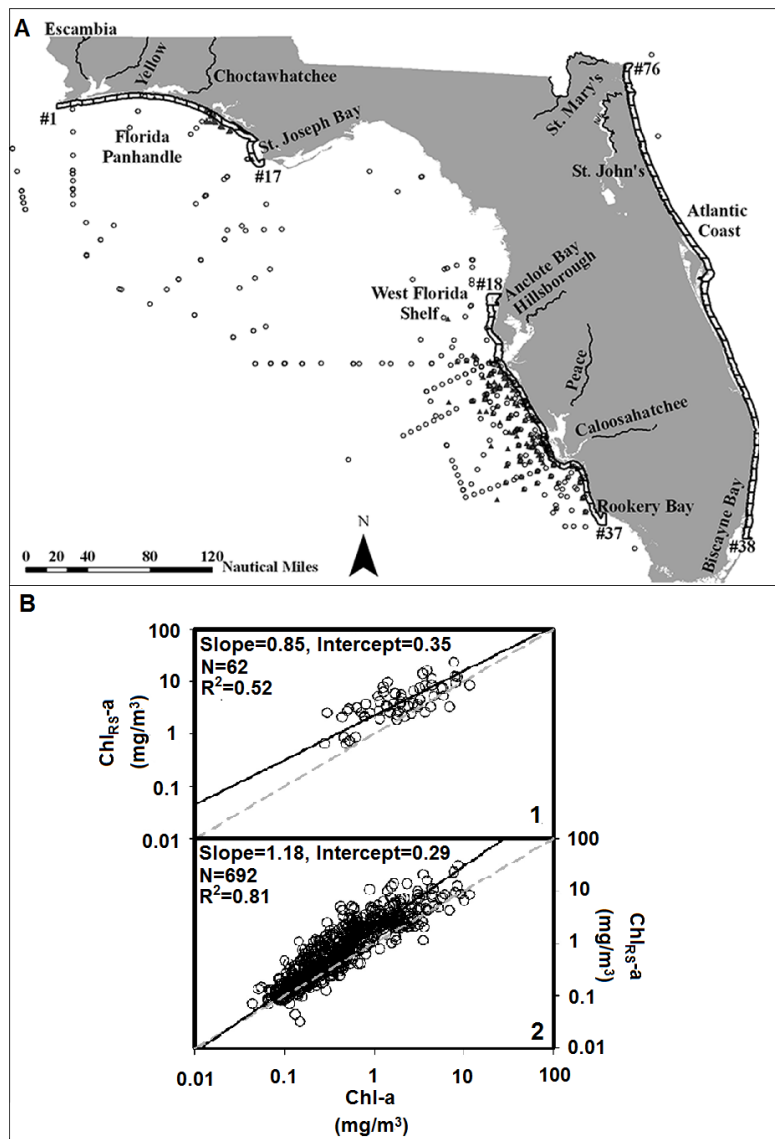 A
Escambia
Yellow
Choctawhatchee
#1
Florida
Panhandle
St. Joseph Bay
#17
St. Mary's
#76
St. John's
Atlantic
Coast
West Florida
Shelf
#18
Anclote Bay
Hillsborough
Peace
Caloosahatchee
Rookery Bay
#37
Biscayne Bay
#38
N
0 20 40 80 120
Nautical Miles
B
100
10
1
0.1
0.01
ChlRS-a
(mg/m³)
Slope=0.85, Intercept=0.35
N=62
R²=0.52
1
Slope=1.18, Intercept=0.29
N=692
R²=0.81
2
100
10
1
0.1
0.01
ChlRS-a
(mg/m³)
0.01 0.1 1 10 100
Chl-a
(mg/m³)